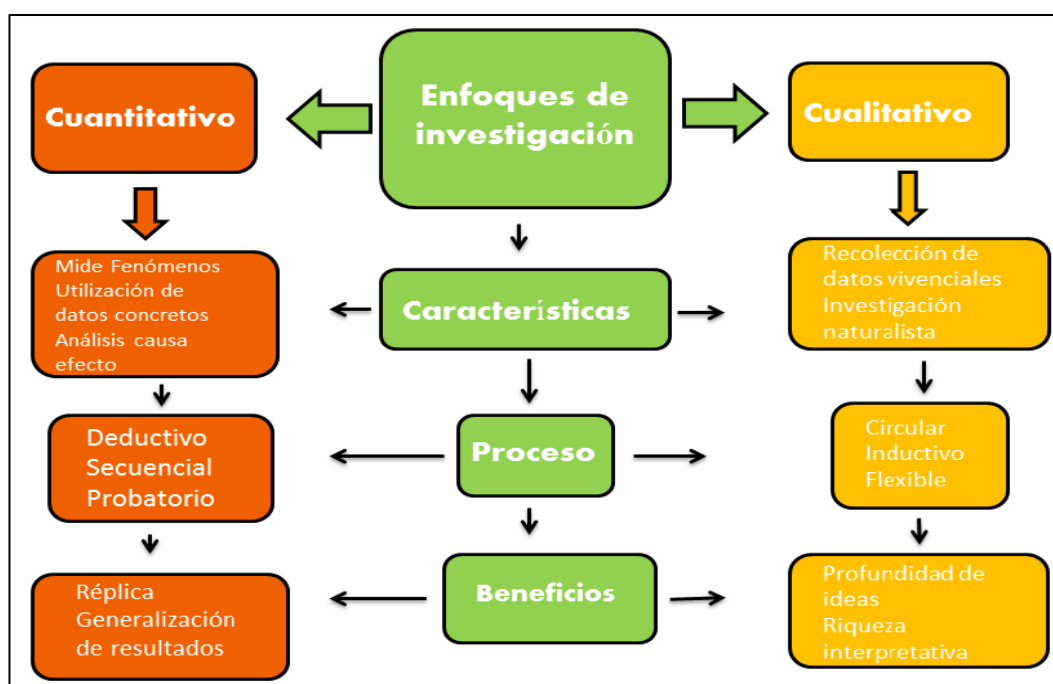 Enfoques de
investigación
Cuantitativo
Cualitativo
Características
Mide Fenómenos
Utilización de
datos concretos
Análisis causa
efecto
Recolección de
datos vivenciales
Investigación
naturalista
Proceso
Deductivo
Secuencial
Probatorio
Circular
Inductivo
Flexible
Beneficios
Réplica
Generalización
de resultados
Profundidad de
ideas
Riqueza
interpretativa